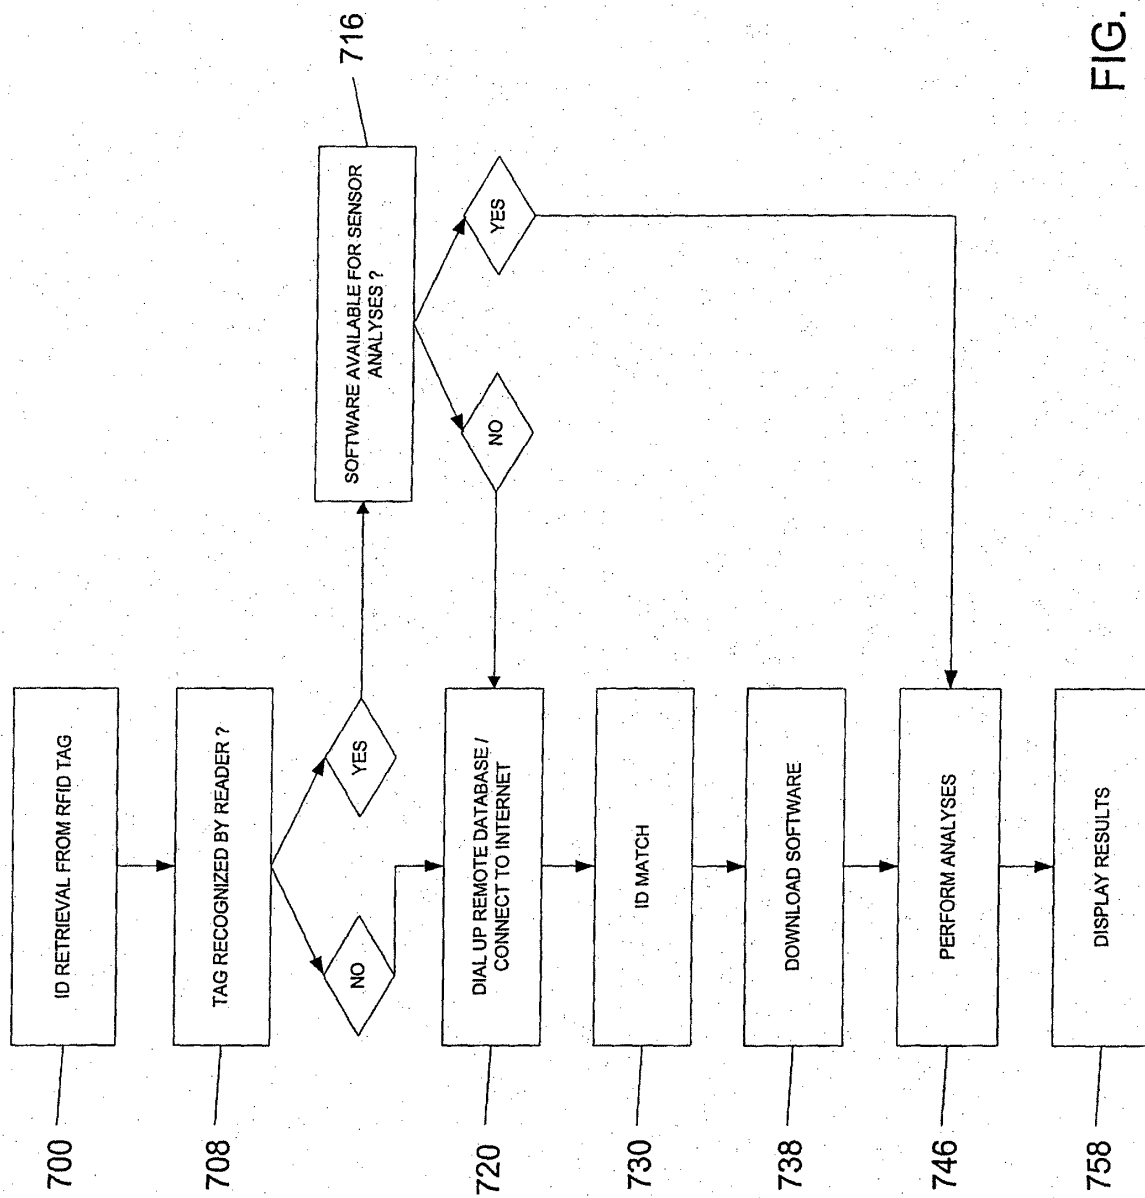 700
ID RETRIEVAL FROM RFID TAG
708
TAG RECOGNIZED BY READER ?
NO
YES
716
SOFTWARE AVAILABLE FOR SENSOR
ANALYSES ?
NO
YES
720
DIAL UP REMOTE DATABASE /
CONNECT TO INTERNET
730
ID MATCH
738
DOWNLOAD SOFTWARE
746
PERFORM ANALYSES
758
DISPLAY RESULTS
FIG.